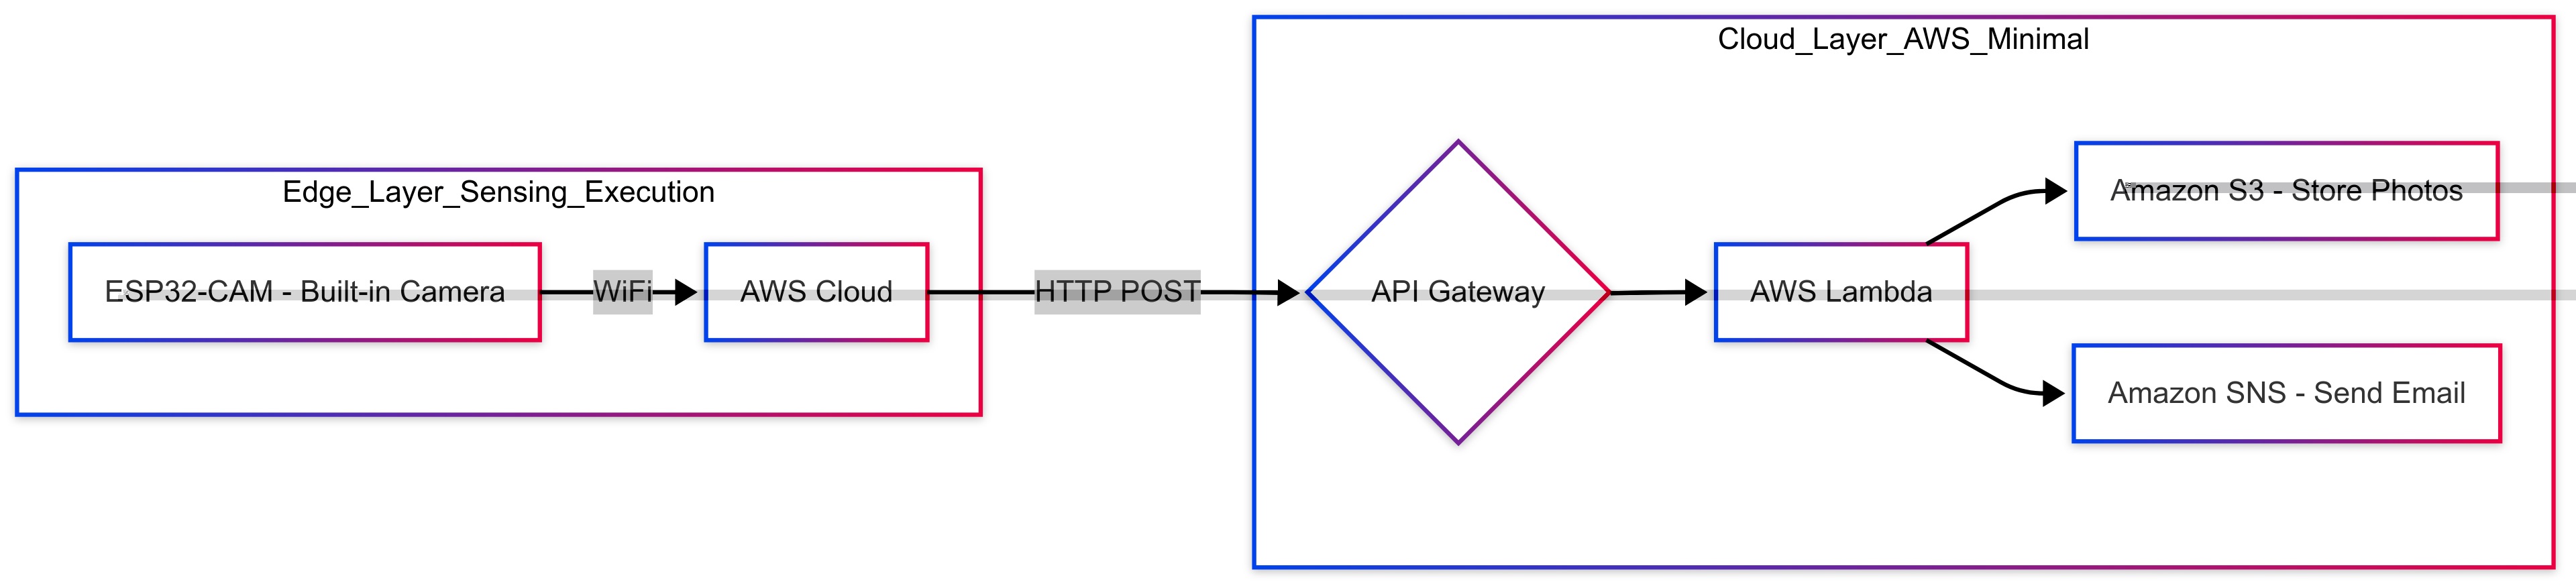 Cloud_Layer_AWS_Minimal
Edge_Layer_Sensing_Execution
ESP32-CAM - Built-in Camera
WiFi
AWS Cloud
HTTP POST
API Gateway
AWS Lambda
Amazon S3 - Store Photos
Amazon SNS - Send Email